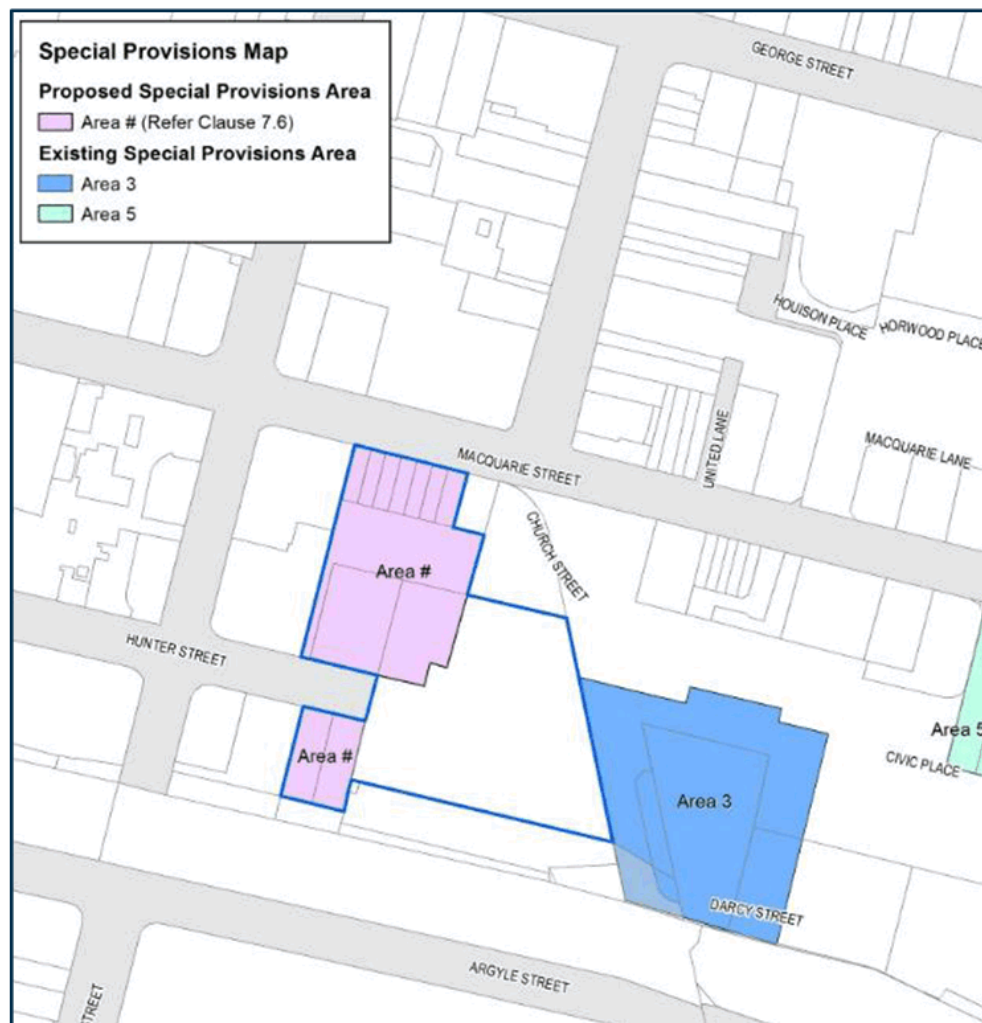 Special Provisions Map
Proposed Special Provisions Area
Area # (Refer Clause 7.6)
Existing Special Provisions Area
Area 3
Area 5
GEORGE STREET
HOUISON PLACE
HORWOOD PLACE
MACQUARIE LANE
UNITED LANE
MACQUARIE STREET
CHURCH STREET
Area #
HUNTER STREET
Area #
Area 5
CIVIC PLACE
Area 3
DARCY STREET
ARGYLE STREET
STREET